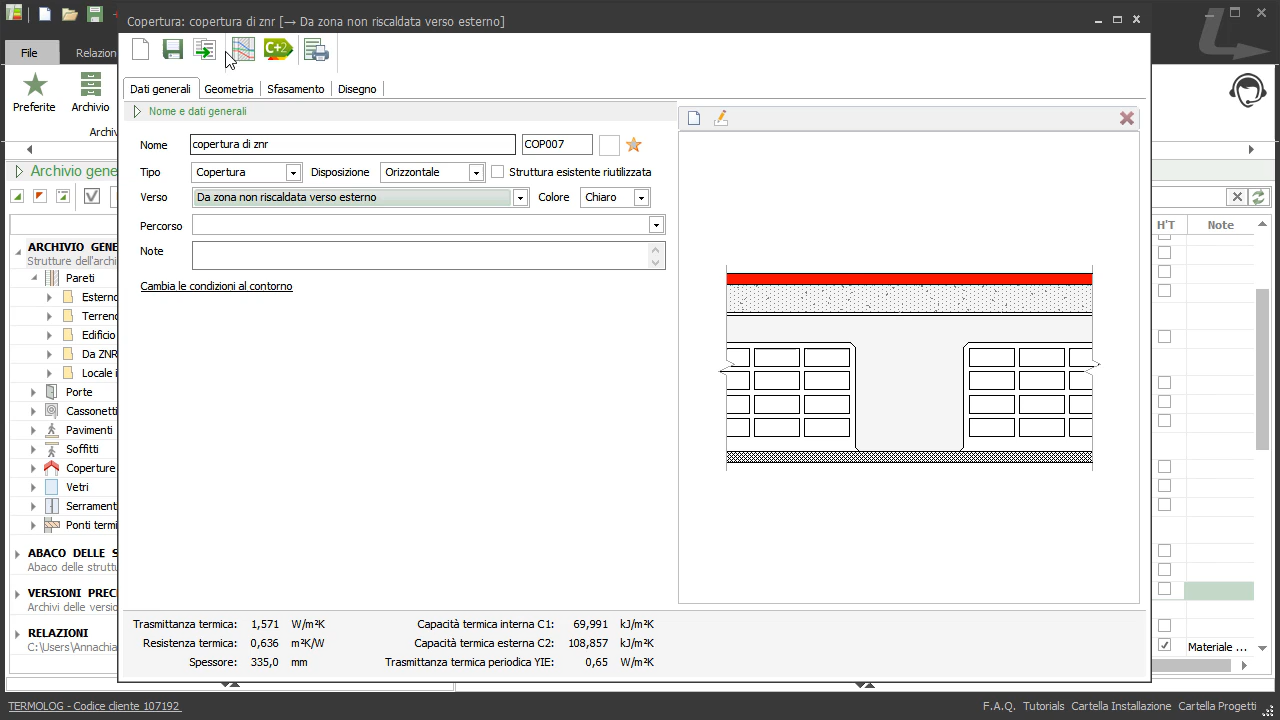 Copertura: copertura di znr [→ Da zona non riscaldata verso esterno]
File
Relazion
Preferite
Archivio
Archiv
C+2
Dati generali
Geometria
Sfasamento
Disegno
Nome e dati generali
Nome
copertura di znr
COP007
Tipo
Copertura
Disposizione
Orizzontale
Struttura esistente riutilizzata
Verso
Da zona non riscaldata verso esterno
Colore
Chiaro
Percorso
Note
Cambia le condizioni al contorno
Archivio gene
ARCHIVIO GENE
Strutture dell'archi
Pareti
Esterno
Terreno
Edificio
Da ZNR
Locale i
Porte
Cassonetti
Pavimenti
Soffitti
Coperture
Vetri
Serramenti
Ponti termi
ABACO DELLE S
Abaco delle struttu
VERSIONI PREC
Archivi delle versio
RELAZIONI
C:\Users\Annachia
H'T
Note
Materiale ...
Trasmittanza termica: 1,571 W/m²K
Capacità termica interna C1: 69,991 kJ/m²K
Resistenza termica: 0,636 m²K/W
Capacità termica esterna C2: 108,857 kJ/m²K
Spessore: 335,0 mm
Trasmittanza termica periodica YIE: 0,65 W/m²K
TERMOLOG - Codice cliente 107192
F.A.Q. Tutorials Cartella Installazione Cartella Progetti